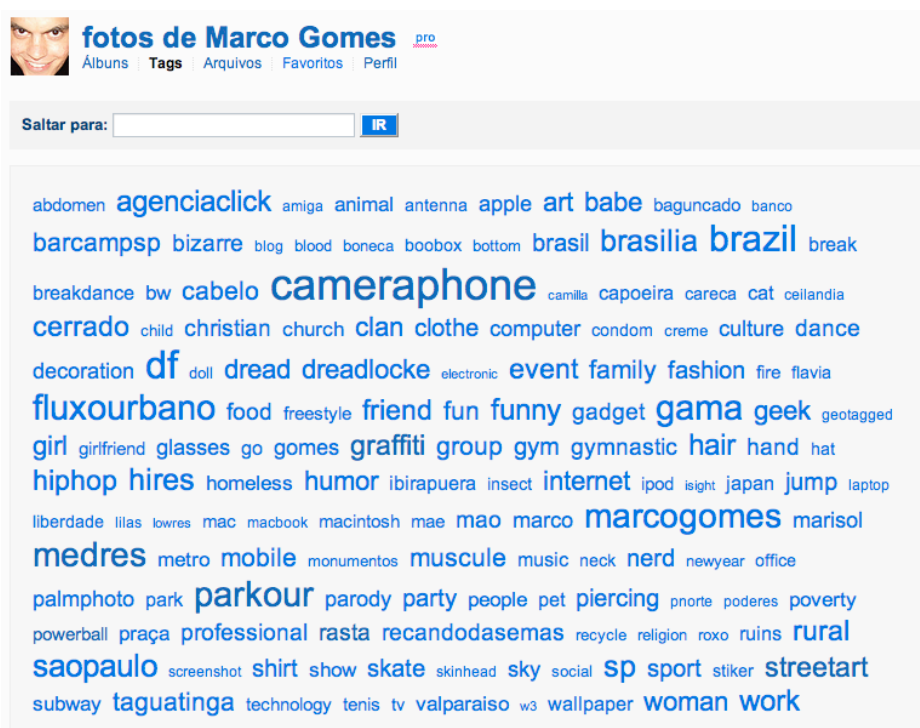 fotos de Marco Gomes pro
Álbuns Tags Arquivos Favoritos Perfil
Saltar para: IR
abdomen agenciaclick amiga animal antenna apple art babe baguncado banco
barcampsp bizarre blog blood boneca boobox bottom brasil brasilia brazil break
breakdance bw cabelo cameraphone camilla capoeira careca cat ceilandia
cerrado child christian church clan clothe computer condom creme culture dance
decoration df doll dread dreadlocke electronic event family fashion fire flavia
fluxourbano food freestyle friend fun funny gadget gama geek geotagged
girl girlfriend glasses go gomes graffiti group gym gymnastic hair hand hat
hiphop hires homeless humor ibirapuera insect internet ipod isight japan jump laptop
liberdade lilas lowres mac macbook macintosh mae mao marco marcogomes marisol
medres metro mobile monumentos muscule music neck nerd newyear office
palmphoto park parkour parody party people pet piercing pnorte poderes poverty
powerball praça professional rasta recandodasemas recycle religion roxo ruins rural
saopaulo screenshot shirt show skate skinhead sky social sp sport stiker streetart
subway taguatinga technology tenis tv valparaiso w3 wallpaper woman work